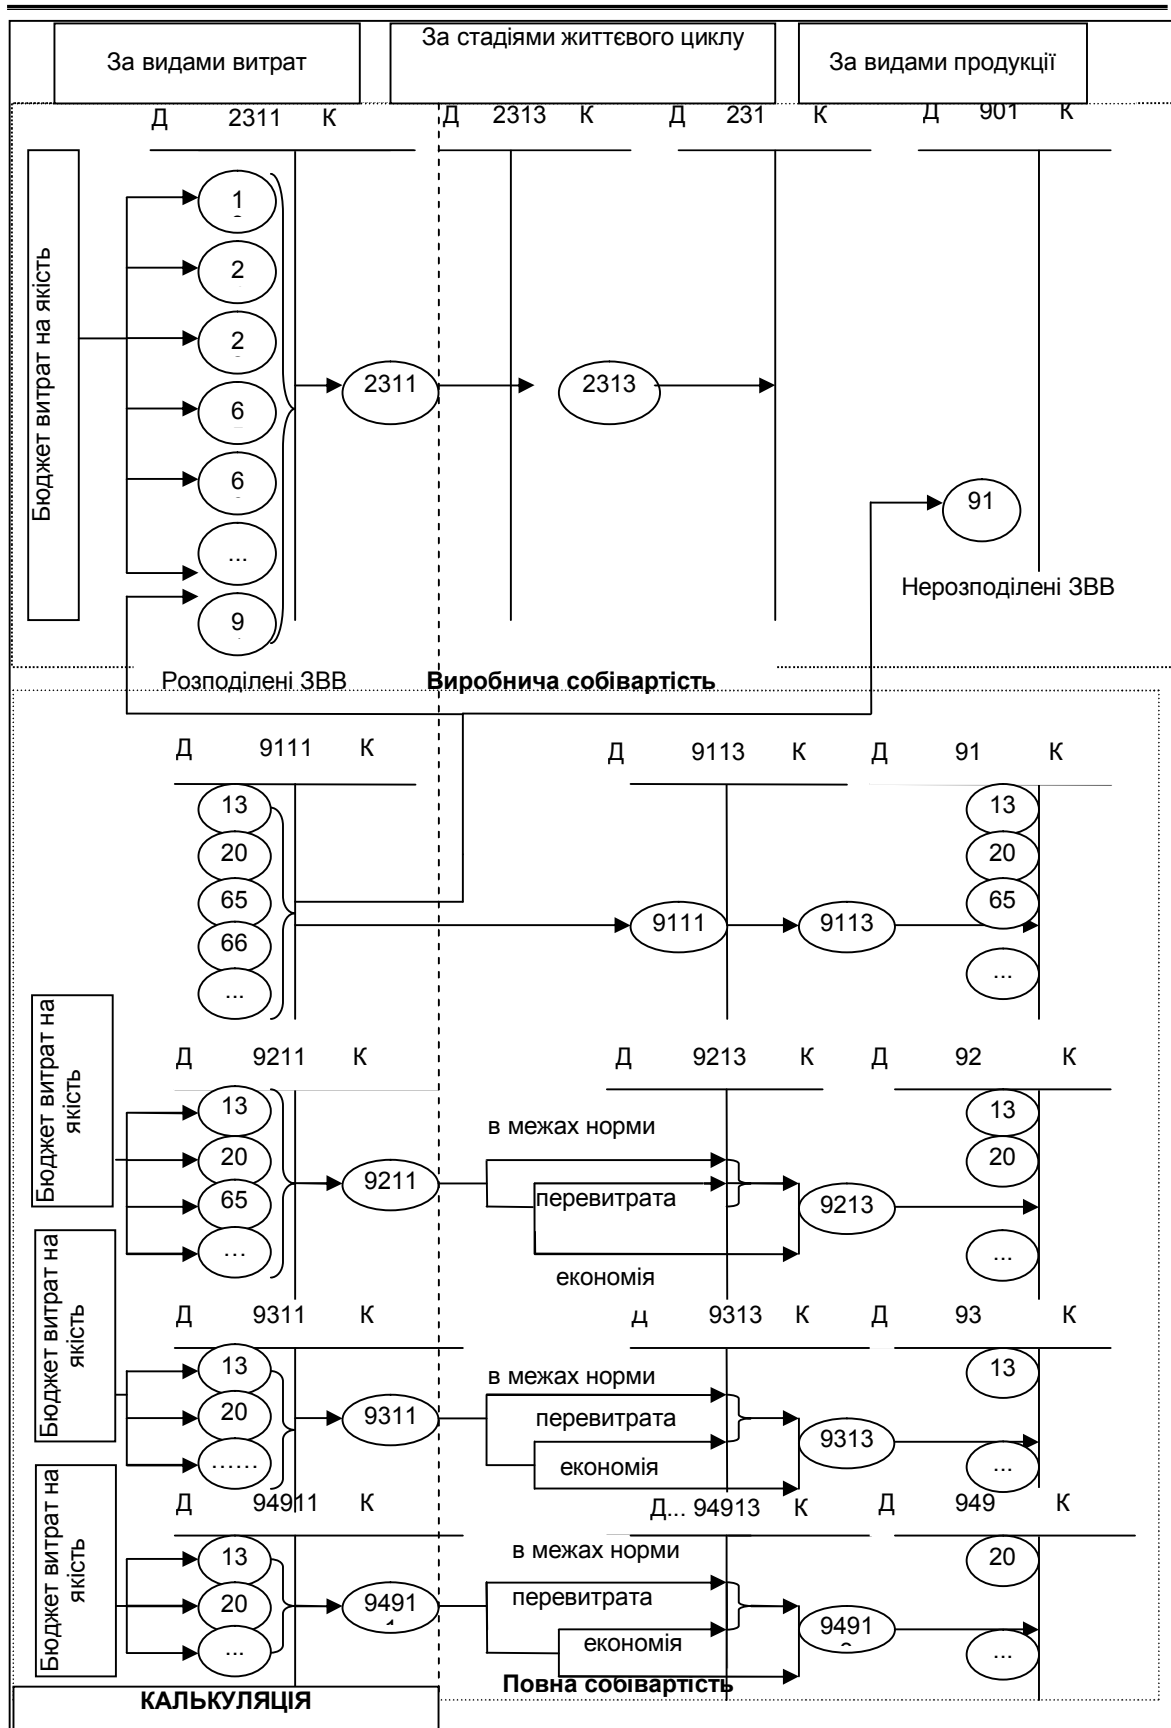 За видами витрат
За стадіями життєвого циклу
За видами продукції
Д 2311 К
Д 2313 К
Д 231 К
Д 901 К
Бюджет витрат на якість
1
2
2
6
6
...
9
2311
2313
91
Нерозподілені ЗВВ
Розподілені ЗВВ
Виробнича собівартість
Д 9111 К
Д 9113 К
Д 91 К
13
20
65
66
...
9111
9113
13
20
65
...
Бюджет витрат на
якість
Д 9211 К
Д 9213 К
Д 92 К
13
20
65
...
9211
в межах норми
перевитрата
економія
9213
13
20
...
Бюджет витрат на
якість
Д 9311 К
Д 9313 К
Д 93 К
13
20
......
9311
в межах норми
перевитрата
економія
9313
13
...
Бюджет витрат на
якість
Д 94911 К
Д... 94913 К
Д 949 К
13
20
...
9491
в межах норми
перевитрата
економія
9491
20
...
Повна собівартість
КАЛЬКУЛЯЦІЯ